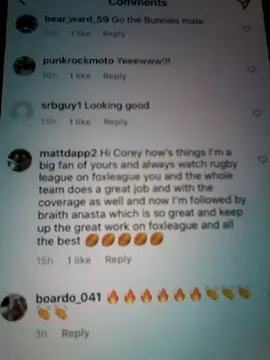 Comments
bear_ward_59 Go the Bunnies mate
16h 1 like Reply
punkrockmoto Yeeewww!!!
16h 1 like Reply
srbguy1 Looking good
15h 1 like Reply
mattdapp2 Hi Corey how's things I'm a
big fan of yours and always watch rugby
league on foxleague you and the whole
team does a great job and with the
coverage as well and now I'm followed by
braith anasta which is so great and keep
up the great work on foxleague and all
the best 🏉🏉🏉🏉🏉
15h 1 like Reply
boardo_041 🔥🔥🔥🔥🔥🔥👏👏👏
👏👏
3h Reply